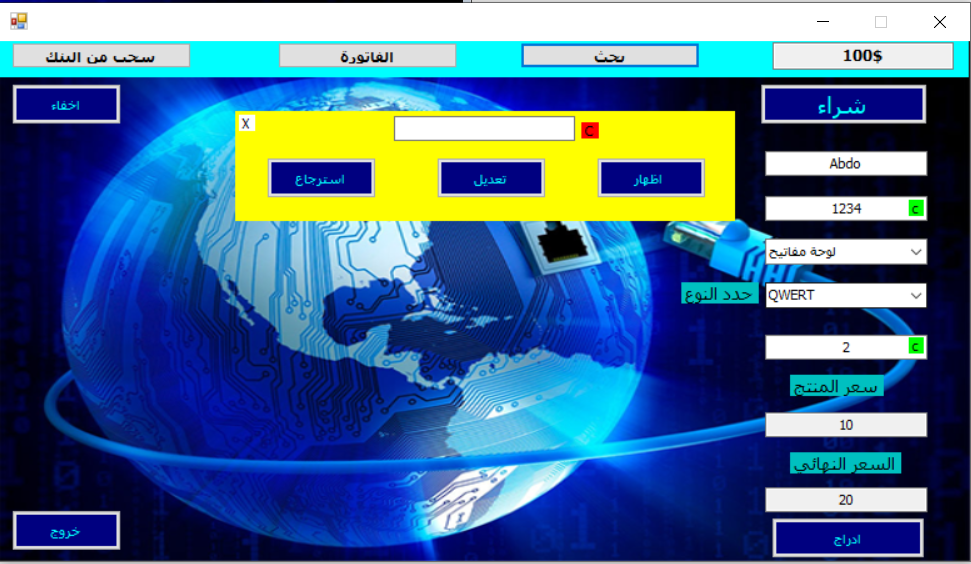 سحب من البنك
الفاتورة
بحث
100$
اخفاء
شراء
X
C
استرجاع
تعديل
اظهار
Abdo
1234
c
لوحة مفاتيح
حدد النوع
QWERT
2
c
سعر المنتج
10
السعر النهائي
20
خروج
ادراج